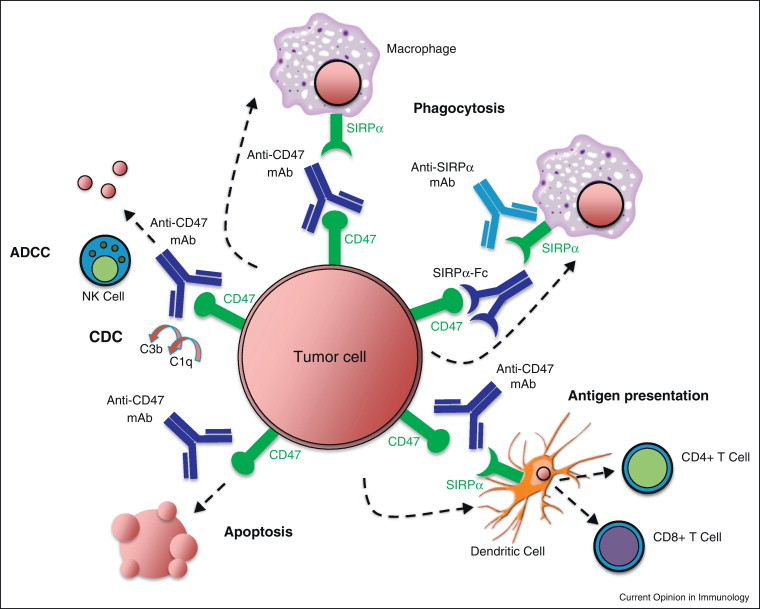 Macrophage
Phagocytosis
SIRPα
Anti-CD47
mAb
CD47
Anti-SIRPα
mAb
SIRPα
SIRPα-Fc
CD47
Anti-CD47
mAb
ADCC
NK Cell
CD47
CDC
C3b
C1q
Tumor cell
Anti-CD47
mAb
CD47
Apoptosis
Anti-CD47
mAb
CD47
Antigen presentation
SIRPα
Dendritic Cell
CD4+ T Cell
CD8+ T Cell
Current Opinion in Immunology